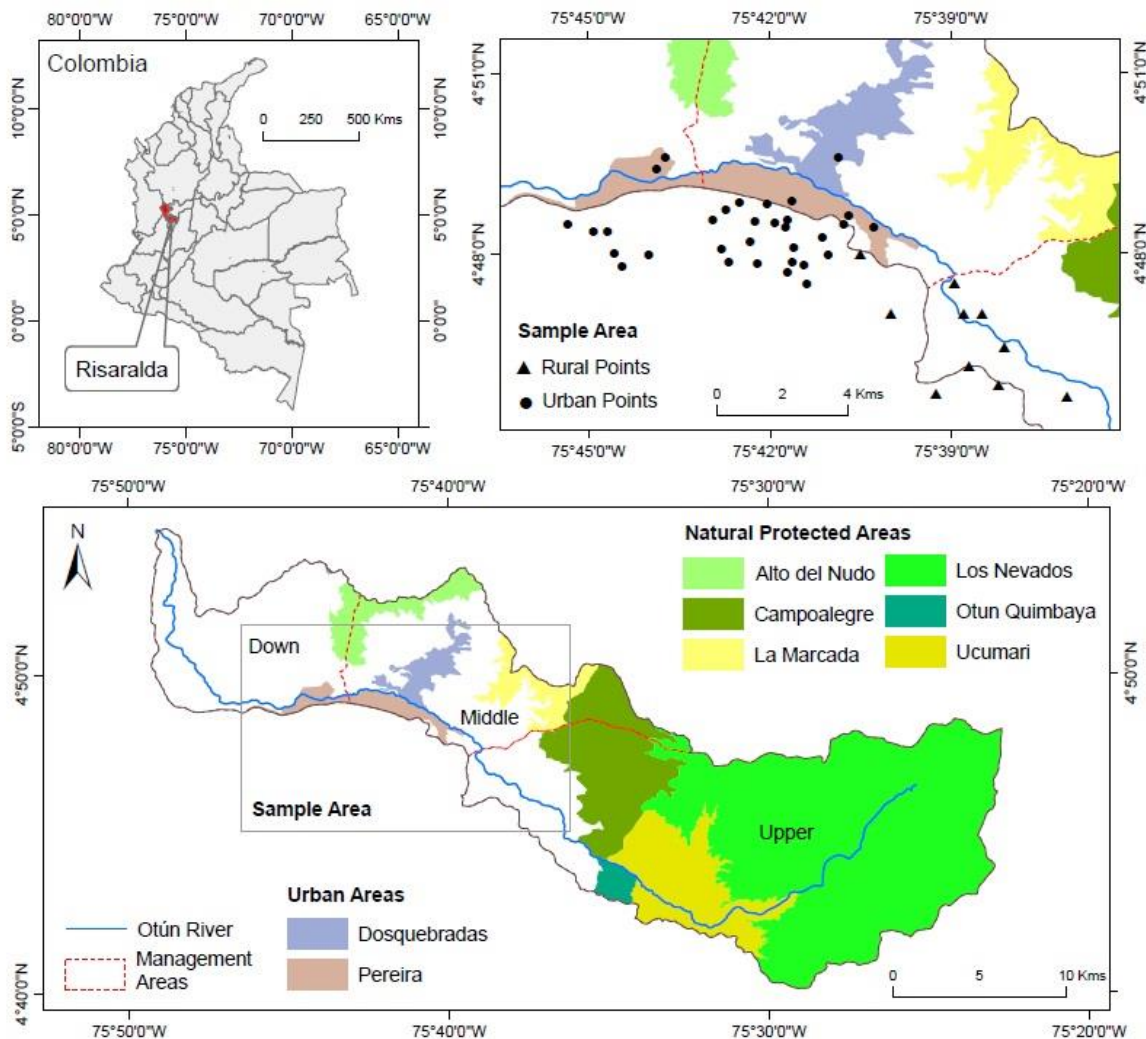 80°0'0"W 75°0'0"W 70°0'0"W 65°0'0"W
Colombia
10°0'0"N
5°0'0"N
0°0'0"
5°0'0"S
10°0'0"N
5°0'0"N
0°0'0"
5°0'0"S
0 250 500 Kms
Risaralda
80°0'0"W 75°0'0"W 70°0'0"W 65°0'0"W
75°45'0"W 75°42'0"W 75°39'0"W
4°51'0"N
4°48'0"N
4°51'0"N
4°48'0"N
Sample Area
Rural Points
Urban Points
0 2 4 Kms
75°45'0"W 75°42'0"W 75°39'0"W
75°50'0"W 75°40'0"W 75°30'0"W 75°20'0"W
N
4°50'0"N
4°40'0"N
4°50'0"N
4°40'0"N
Down
Middle
Sample Area
Upper
Natural Protected Areas
Alto del Nudo
Campoalegre
La Marcada
Los Nevados
Otun Quimbaya
Ucumari
Otún River
Management
Areas
Urban Areas
Dosquebradas
Pereira
0 5 10 Kms
75°50'0"W 75°40'0"W 75°30'0"W 75°20'0"W